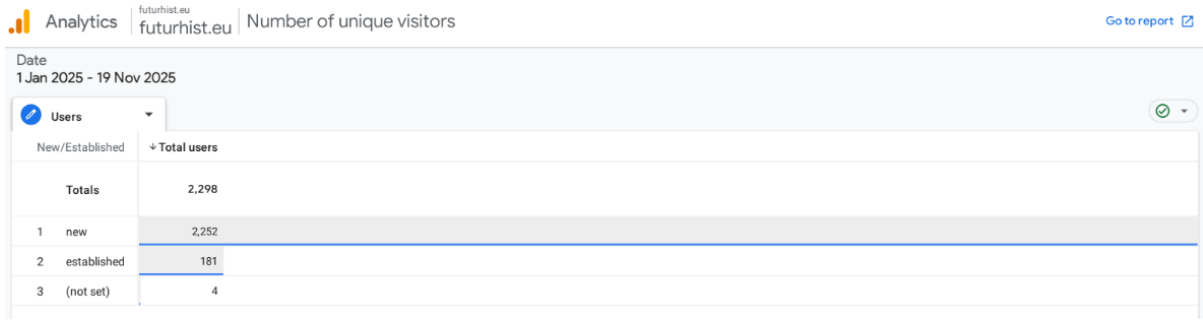 Analytics
futurhist.eu
futurhist.eu
Number of unique visitors
Go to report
Date
1 Jan 2025 - 19 Nov 2025
Users
New/Established Total users
Totals 2,298
1 new 2,252
2 established 181
3 (not set) 4